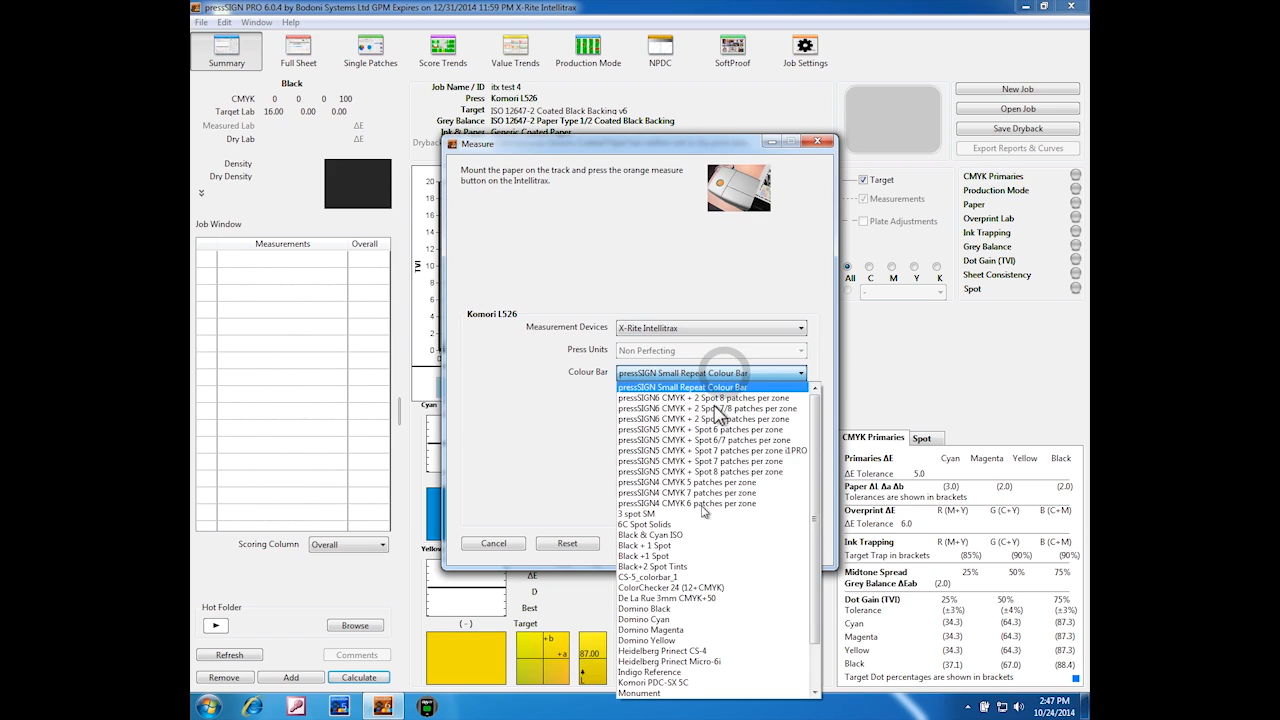 pressSIGN PRO 6.0.4 by Bodoni Systems Ltd GPM Expires on 12/31/2014 11:59 PM X-Rite Intellitrax
File Edit Window Help
Summary Full Sheet Single Patches Score Trends Value Trends Production Mode NPDC SoftProof Job Settings
Black
CMYK 0 0 0 100
Target Lab 16.00 0.00 0.00
Measured Lab ΔE
Dry Lab ΔE
Density
Dry Density
Job Window
Measurements Overall
Scoring Column Overall
Hot Folder
Browse
Refresh Comments
Remove Add Calculate
Job Name / ID itx test 4
Press Komori L526
Target ISO 12647-2 Coated Black Backing v6
Grey Balance ISO 12647-2 Paper Type 1/2 Coated Black Backing
Ink & Paper Generic Coated Paper
Dryback
Measure
Mount the paper on the track and press the orange measure
button on the Intellitrax.
Komori L526
Measurement Devices X-Rite Intellitrax
Press Units Non Perfecting
Colour Bar pressSIGN Small Repeat Colour Bar
pressSIGN Small Repeat Colour Bar
pressSIGN6 CMYK + 2 Spot 8 patches per zone
pressSIGN6 CMYK + 2 Spot 7/8 patches per zone
pressSIGN6 CMYK + 2 Spot patches per zone
pressSIGN5 CMYK + Spot 6 patches per zone
pressSIGN5 CMYK + Spot 6/7 patches per zone
pressSIGN5 CMYK + Spot 7 patches per zone i1PRO
pressSIGN5 CMYK + Spot 7 patches per zone
pressSIGN5 CMYK + Spot 8 patches per zone
pressSIGN4 CMYK 5 patches per zone
pressSIGN4 CMYK 7 patches per zone
pressSIGN4 CMYK 6 patches per zone
3 spot SM
6C Spot Solids
Black & Cyan ISO
Black + 1 Spot
Black +1 Spot
Black+2 Spot Tints
CS-5_colorbar_1
ColorChecker 24 (12+CMYK)
De La Rue 3mm CMYK+50
Domino Black
Domino Cyan
Domino Magenta
Domino Yellow
Heidelberg Prinect CS-4
Heidelberg Prinect Micro-6i
Indigo Reference
Komori PDC-SX 5C
Monument
Cancel Reset
TVI
20
18
16
14
12
10
8
6
4
2
0
0
Cyan
Yellow
( - )
ΔE
D
Best
Target
+b
+a
87.00
L
New Job
Open Job
Save Dryback
Export Reports & Curves
Target
Measurements
Plate Adjustments
All C M Y K
-
CMYK Primaries
Production Mode
Paper
Overprint Lab
Ink Trapping
Grey Balance
Dot Gain (TVI)
Sheet Consistency
Spot
CMYK Primaries Spot
Primaries ΔE Cyan Magenta Yellow Black
ΔE Tolerance 5.0
Paper ΔL Δa Δb (3.0) (2.0) (2.0)
Tolerances are shown in brackets
Overprint ΔE R (M+Y) G (C+Y) B (C+M)
ΔE Tolerance 6.0
Ink Trapping R (M+Y) G (C+Y) B (C+M)
Target Trap in brackets (85%) (90%) (90%)
Midtone Spread 25% 50% 75%
Grey Balance ΔEab (2.0)
Dot Gain (TVI) 25% 50% 75%
Tolerance (±3%) (±4%) (±3%)
Cyan (34.3) (64.3) (87.3)
Magenta (34.3) (64.3) (87.3)
Yellow (34.3) (64.3) (87.3)
Black (37.1) (67.0) (88.4)
Target Dot percentages are shown in brackets
2:47 PM
10/24/2014